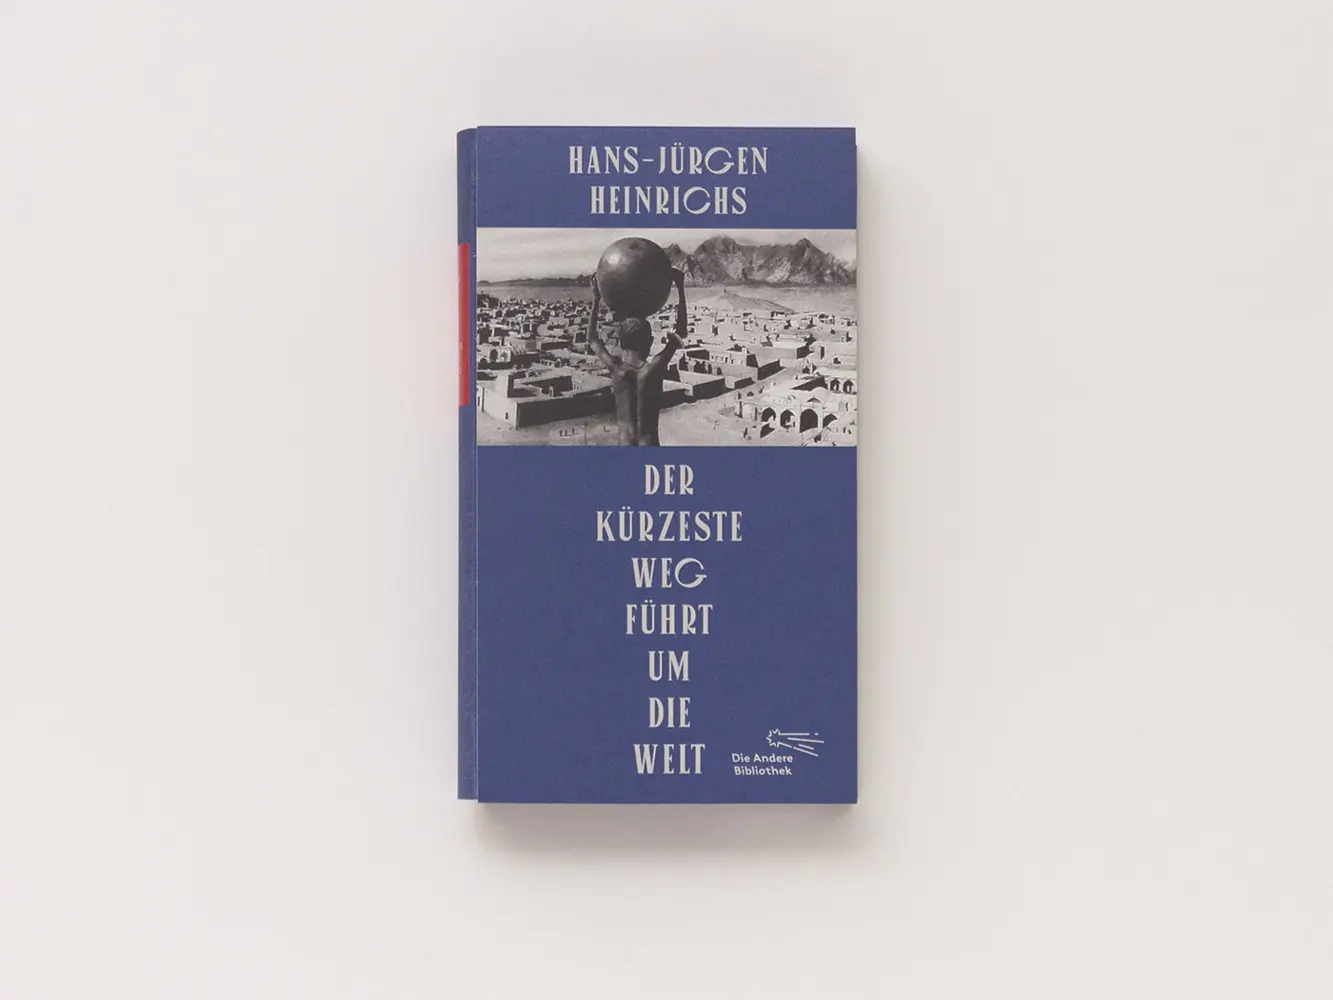 HANS-JÜRGEN
HEINRICHS
DER
KÜRZESTE
WEG
FÜHRT
UM
DIE
WELT
Die Andere
Bibliothek